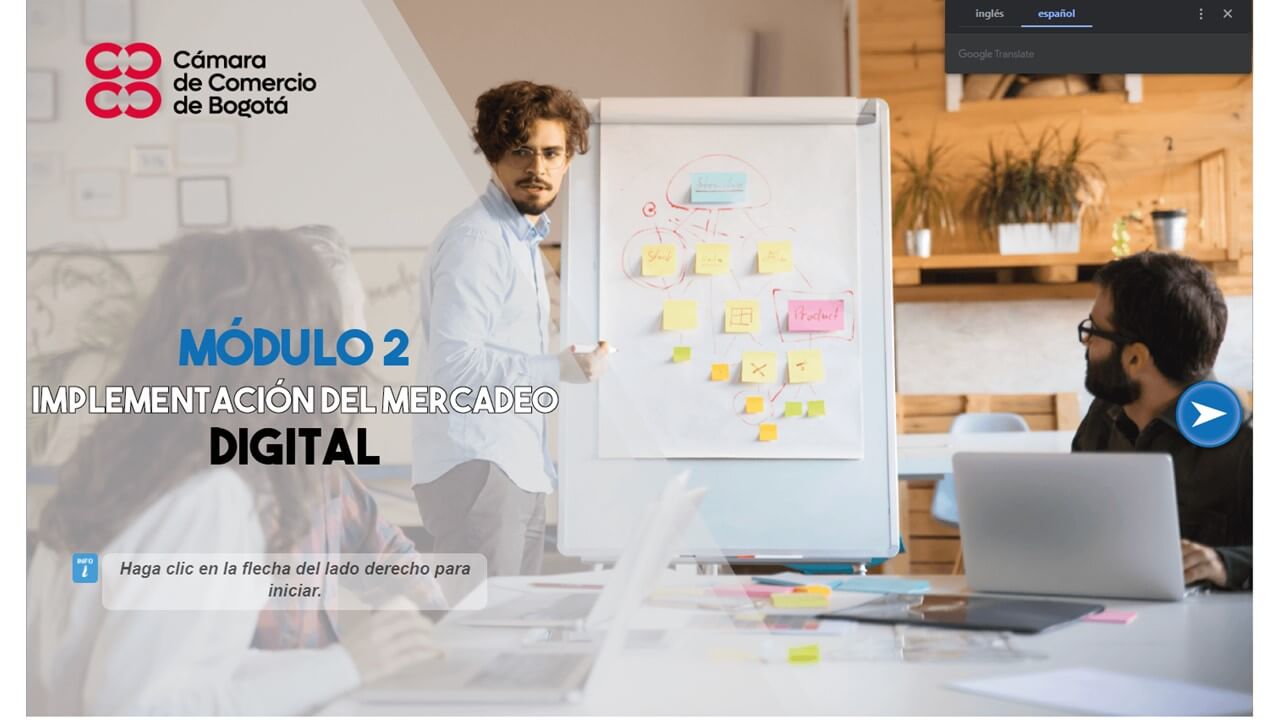 inglés
español
Google Translate
Cámara
de Comercio
de Bogotá
Product
MÓDULO 2
IMPLEMENTACIÓN DEL MERCADEO
DIGITAL
INFO
i
Haga clic en la flecha del lado derecho para
iniciar.